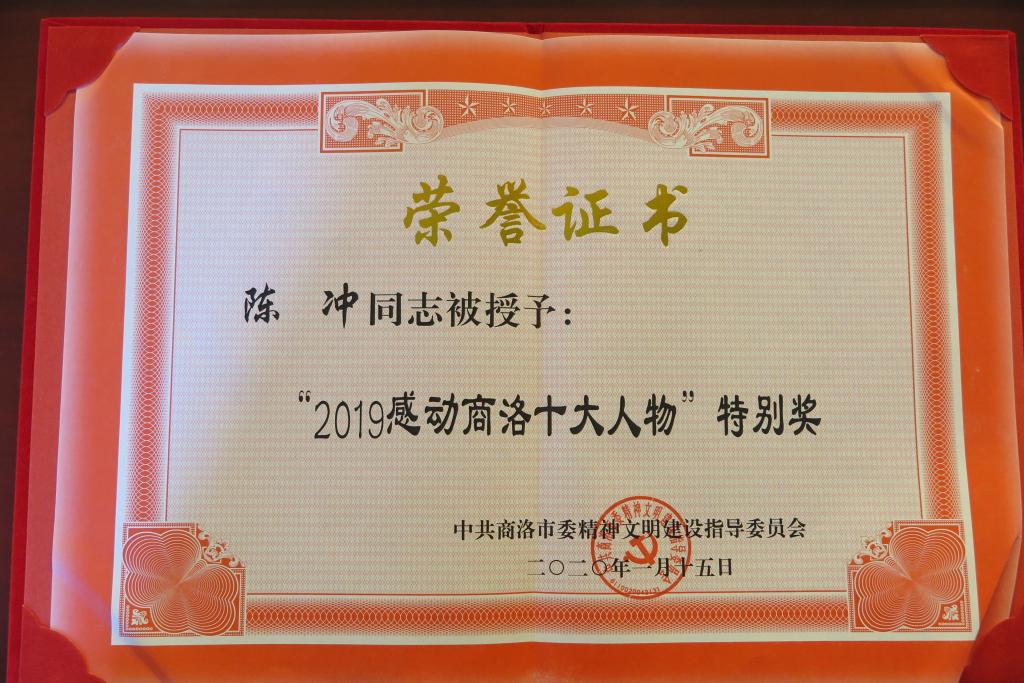 荣誉证书
陈 冲同志被授予：
“2019感动商洛十大人物”特别奖
中共商洛市委精神文明建设指导委员会
二〇二〇年一月十五日